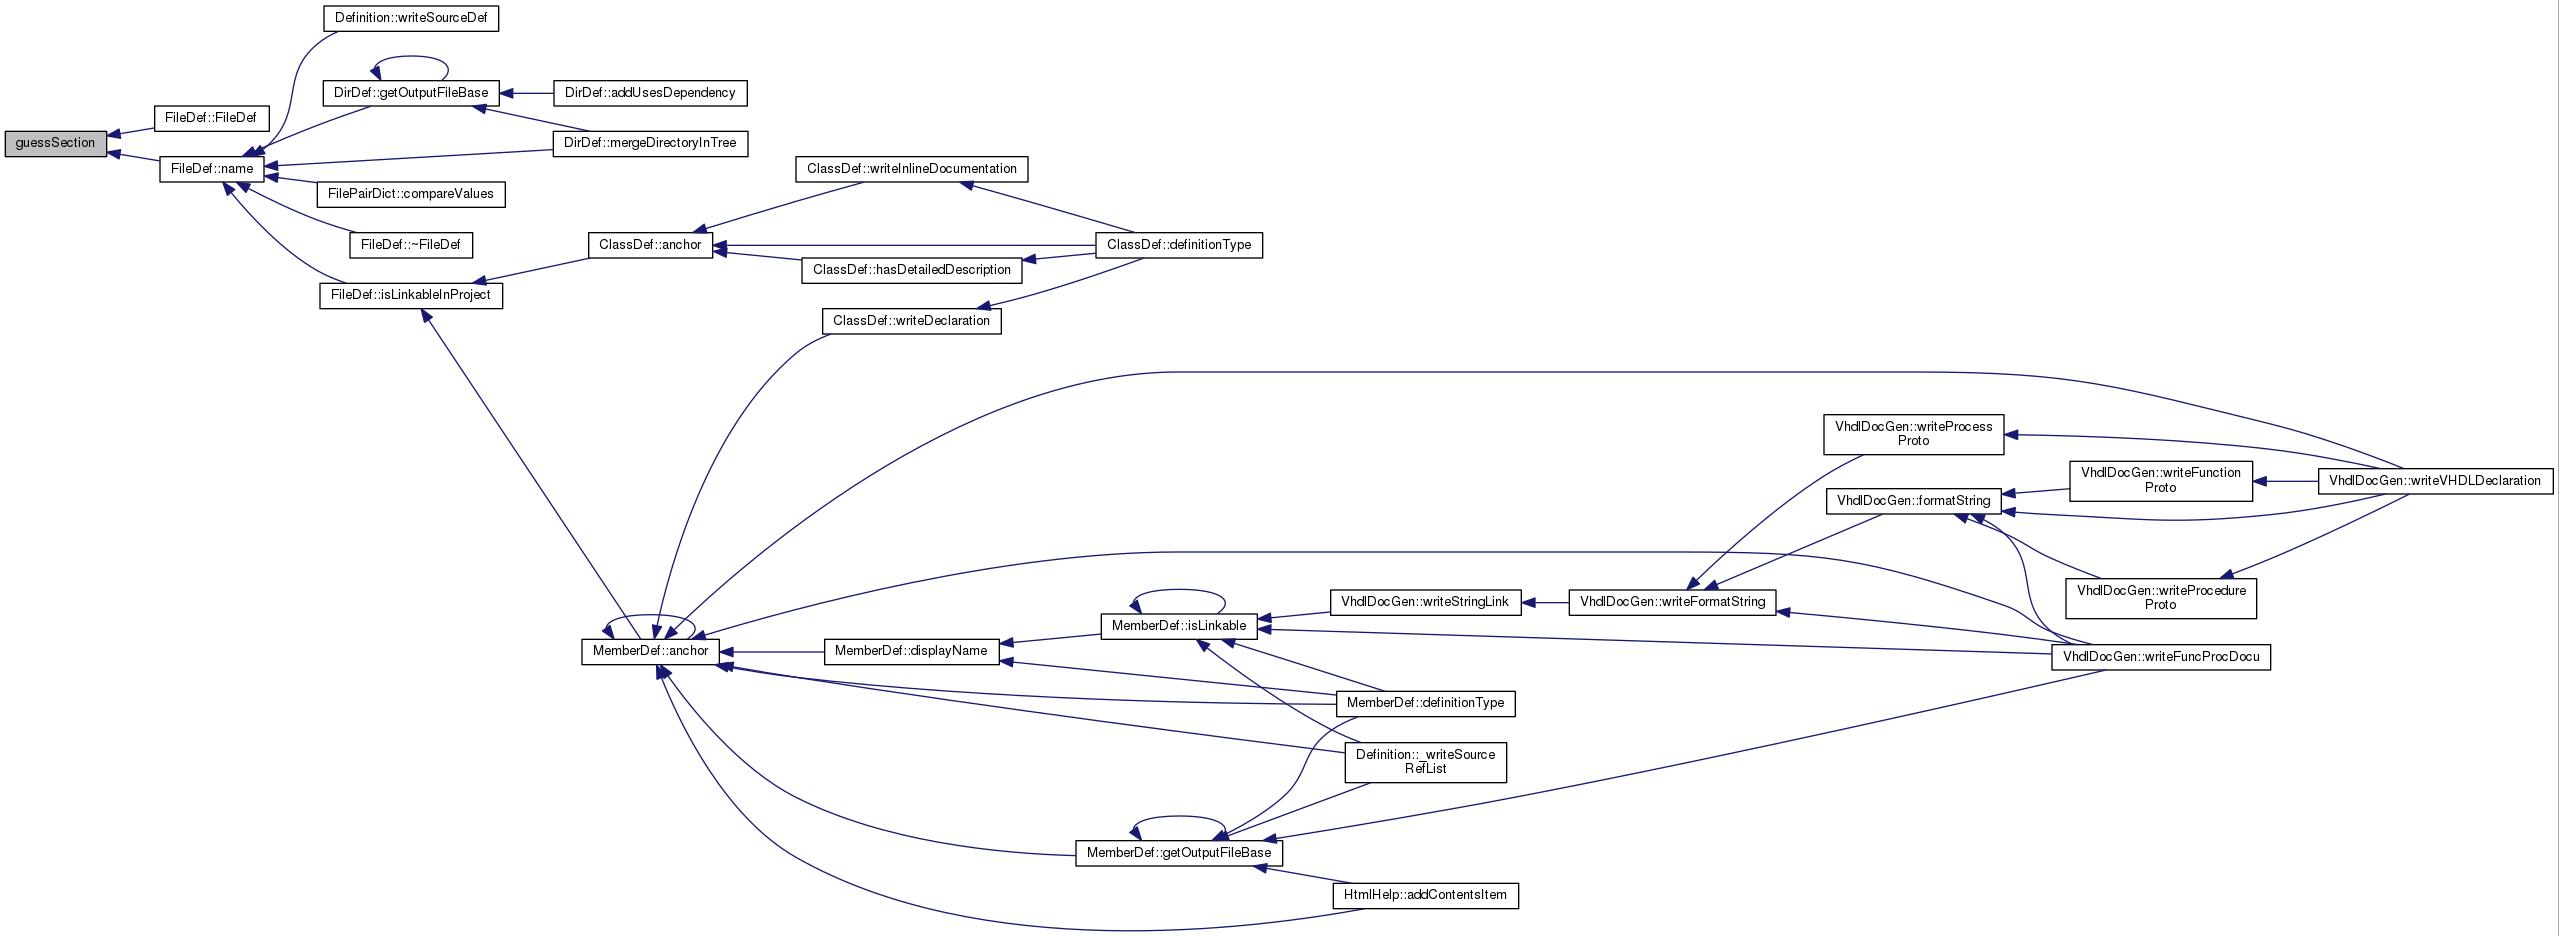 Definition::writeSourceDef
DirDef::getOutputFileBase
DirDef::addUsesDependency
FileDef::FileDef
guessSection
DirDef::mergeDirectoryInTree
FileDef::name
ClassDef::writeInlineDocumentation
FilePairDict::compareValues
FileDef::~FileDef
ClassDef::anchor
ClassDef::definitionType
ClassDef::hasDetailedDescription
FileDef::isLinkableInProject
ClassDef::writeDeclaration
VhdlDocGen::writeProcess
Proto
VhdlDocGen::writeFunction
Proto
VhdlDocGen::writeVHDLDeclaration
VhdlDocGen::formatString
VhdlDocGen::writeProcedure
Proto
VhdlDocGen::writeStringLink
VhdlDocGen::writeFormatString
MemberDef::isLinkable
MemberDef::anchor
MemberDef::displayName
VhdlDocGen::writeFuncProcDocu
MemberDef::definitionType
Definition::_writeSource
RefList
MemberDef::getOutputFileBase
HtmlHelp::addContentsItem